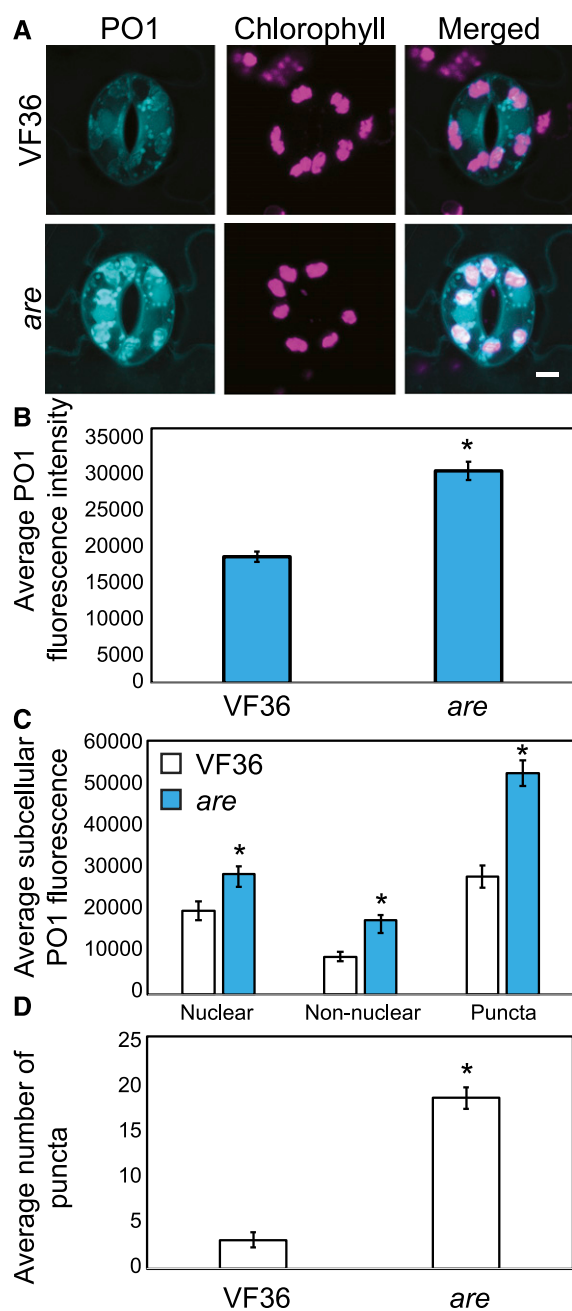 A PO1 Chlorophyll Merged
VF36
are
B
Average PO1
fluorescence intensity
35000
30000
25000
20000
15000
10000
5000
0
*
VF36 are
C
Average subcellular
PO1 fluorescence
60000
50000
40000
30000
20000
10000
0
VF36
are
* * *
Nuclear Non-nuclear Puncta
D
Average number of
puncta
25
20
15
10
5
0
*
VF36 are